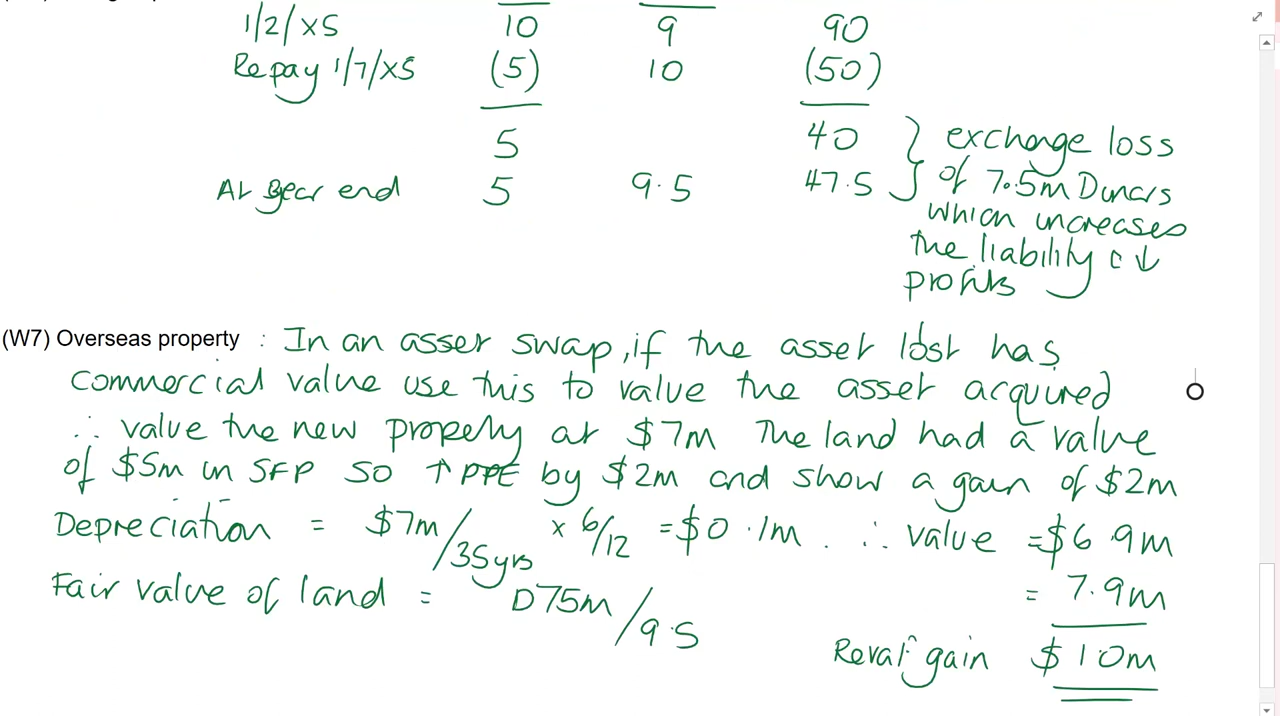 1/2/X5 10 9 90
Repay 1/7/X5 (5) 10 (50)
5 40 } exchange loss
At year end 5 9.5 47.5 of 7.5m Dunars
which increases
the liability & ↓
profits
(W7) Overseas property : In an asset swap, if the asset lost has
commercial value use this to value the asset acquired
∴ value the new property at $7m The land had a value
of $5m in SFP so ↑ PPE by $2m and show a gain of $2m
Depreciation = $7m/35yrs x 6/12 = $0.1m. ∴ value = $6.9m
Fair value of land = D75m/9.5 = 7.9m
Reval'n gain $1.0m